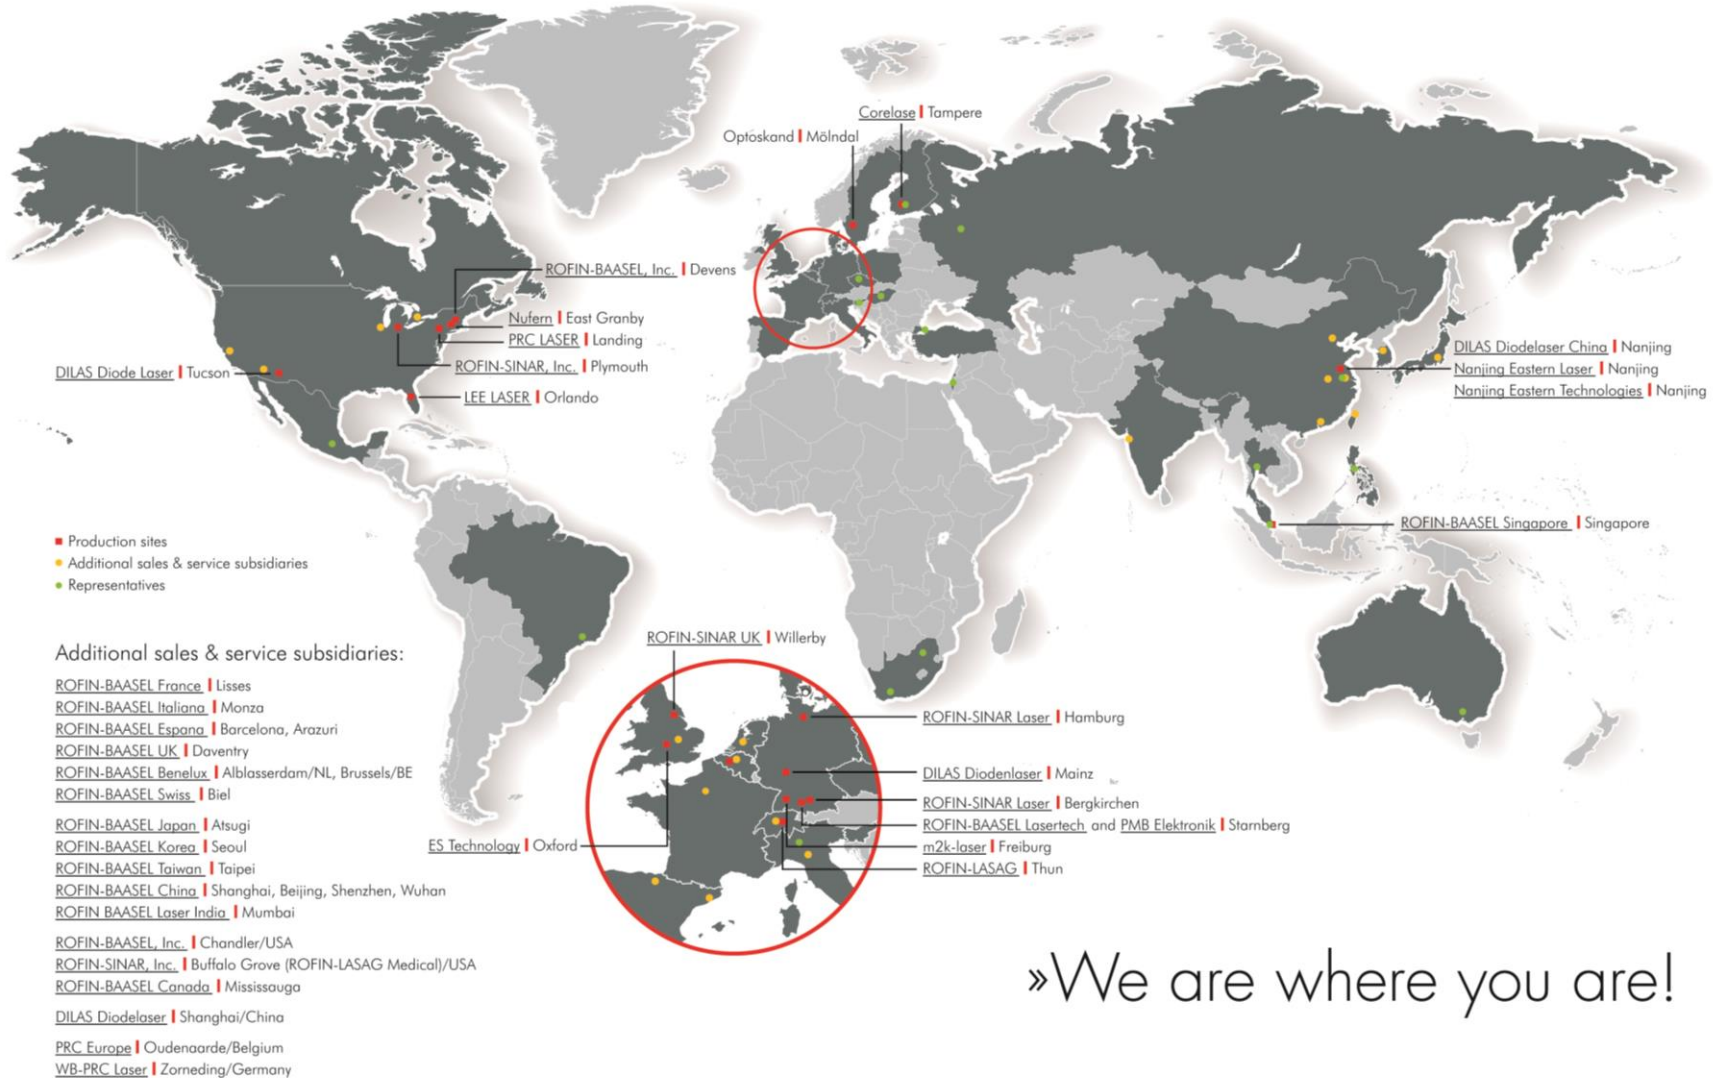 Corelase | Tampere
Optoskand | Mölndal
ROFIN-BAASEL, Inc. | Devens
Nufern | East Granby
PRC LASER | Landing
ROFIN-SINAR, Inc. | Plymouth
DILAS Diode Laser | Tucson
LEE LASER | Orlando
DILAS Diodelaser China | Nanjing
Nanjing Eastern Laser | Nanjing
Nanjing Eastern Technologies | Nanjing
ROFIN-BAASEL Singapore | Singapore
Production sites
Additional sales & service subsidiaries
Representatives
Additional sales & service subsidiaries:
ROFIN-BAASEL France | Lisses
ROFIN-BAASEL Italiana | Monza
ROFIN-BAASEL Espana | Barcelona, Arazuri
ROFIN-BAASEL UK | Daventry
ROFIN-BAASEL Benelux | Alblasserdam/NL, Brussels/BE
ROFIN-BAASEL Swiss | Biel
ROFIN-BAASEL Japan | Atsugi
ROFIN-BAASEL Korea | Seoul
ROFIN-BAASEL Taiwan | Taipei
ROFIN-BAASEL China | Shanghai, Beijing, Shenzhen, Wuhan
ROFIN BAASEL Laser India | Mumbai
ROFIN-BAASEL, Inc. | Chandler/USA
ROFIN-SINAR, Inc. | Buffalo Grove (ROFIN-LASAG Medical)/USA
ROFIN-BAASEL Canada | Mississauga
DILAS Diodelaser | Shanghai/China
PRC Europe | Oudenaarde/Belgium
WB-PRC Laser | Zorneding/Germany
ROFIN-SINAR UK | Willerby
ES Technology | Oxford
ROFIN-SINAR Laser | Hamburg
DILAS Diodenlaser | Mainz
ROFIN-SINAR Laser | Bergkirchen
ROFIN-BAASEL Lasertech and PMB Elektronik | Starnberg
m2k-laser | Freiburg
ROFIN-LASAG | Thun
»We are where you are!